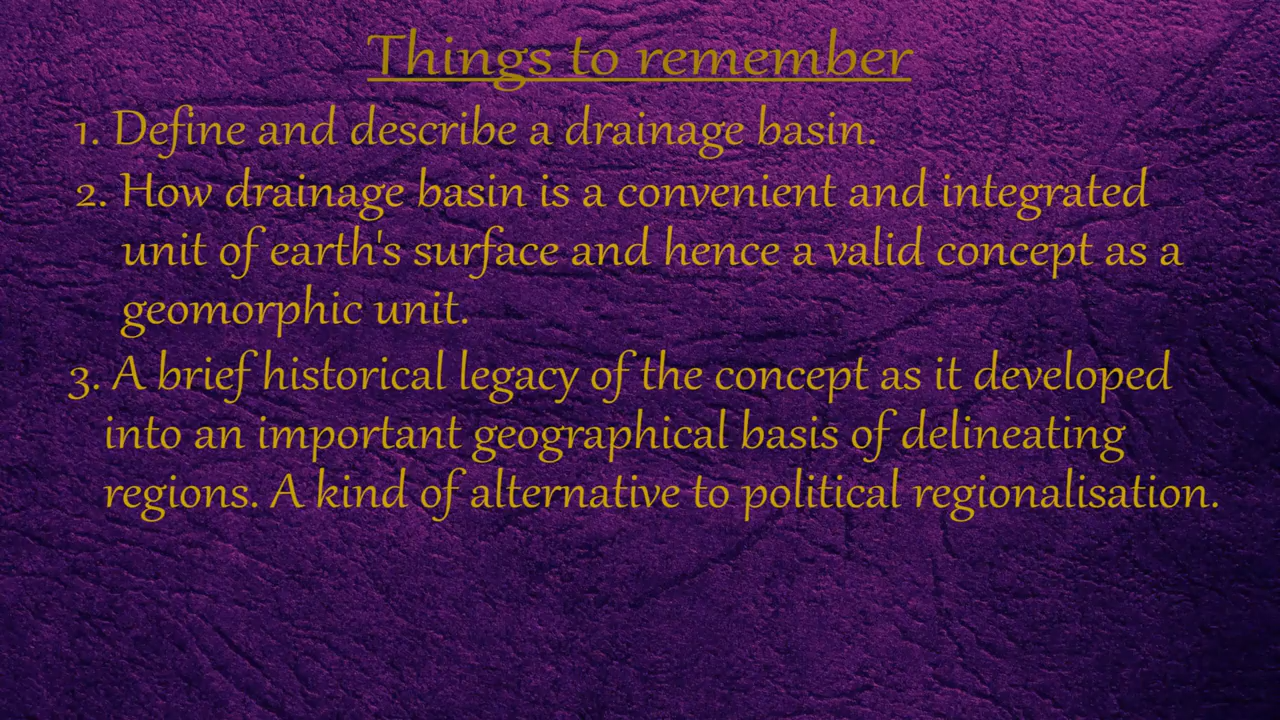 Things to remember
1. Define and describe a drainage basin.
2. How drainage basin is a convenient and integrated
unit of earth's surface and hence a valid concept as a
geomorphic unit.
3. A brief historical legacy of the concept as it developed
into an important geographical basis of delineating
regions. A kind of alternative to political regionalisation.